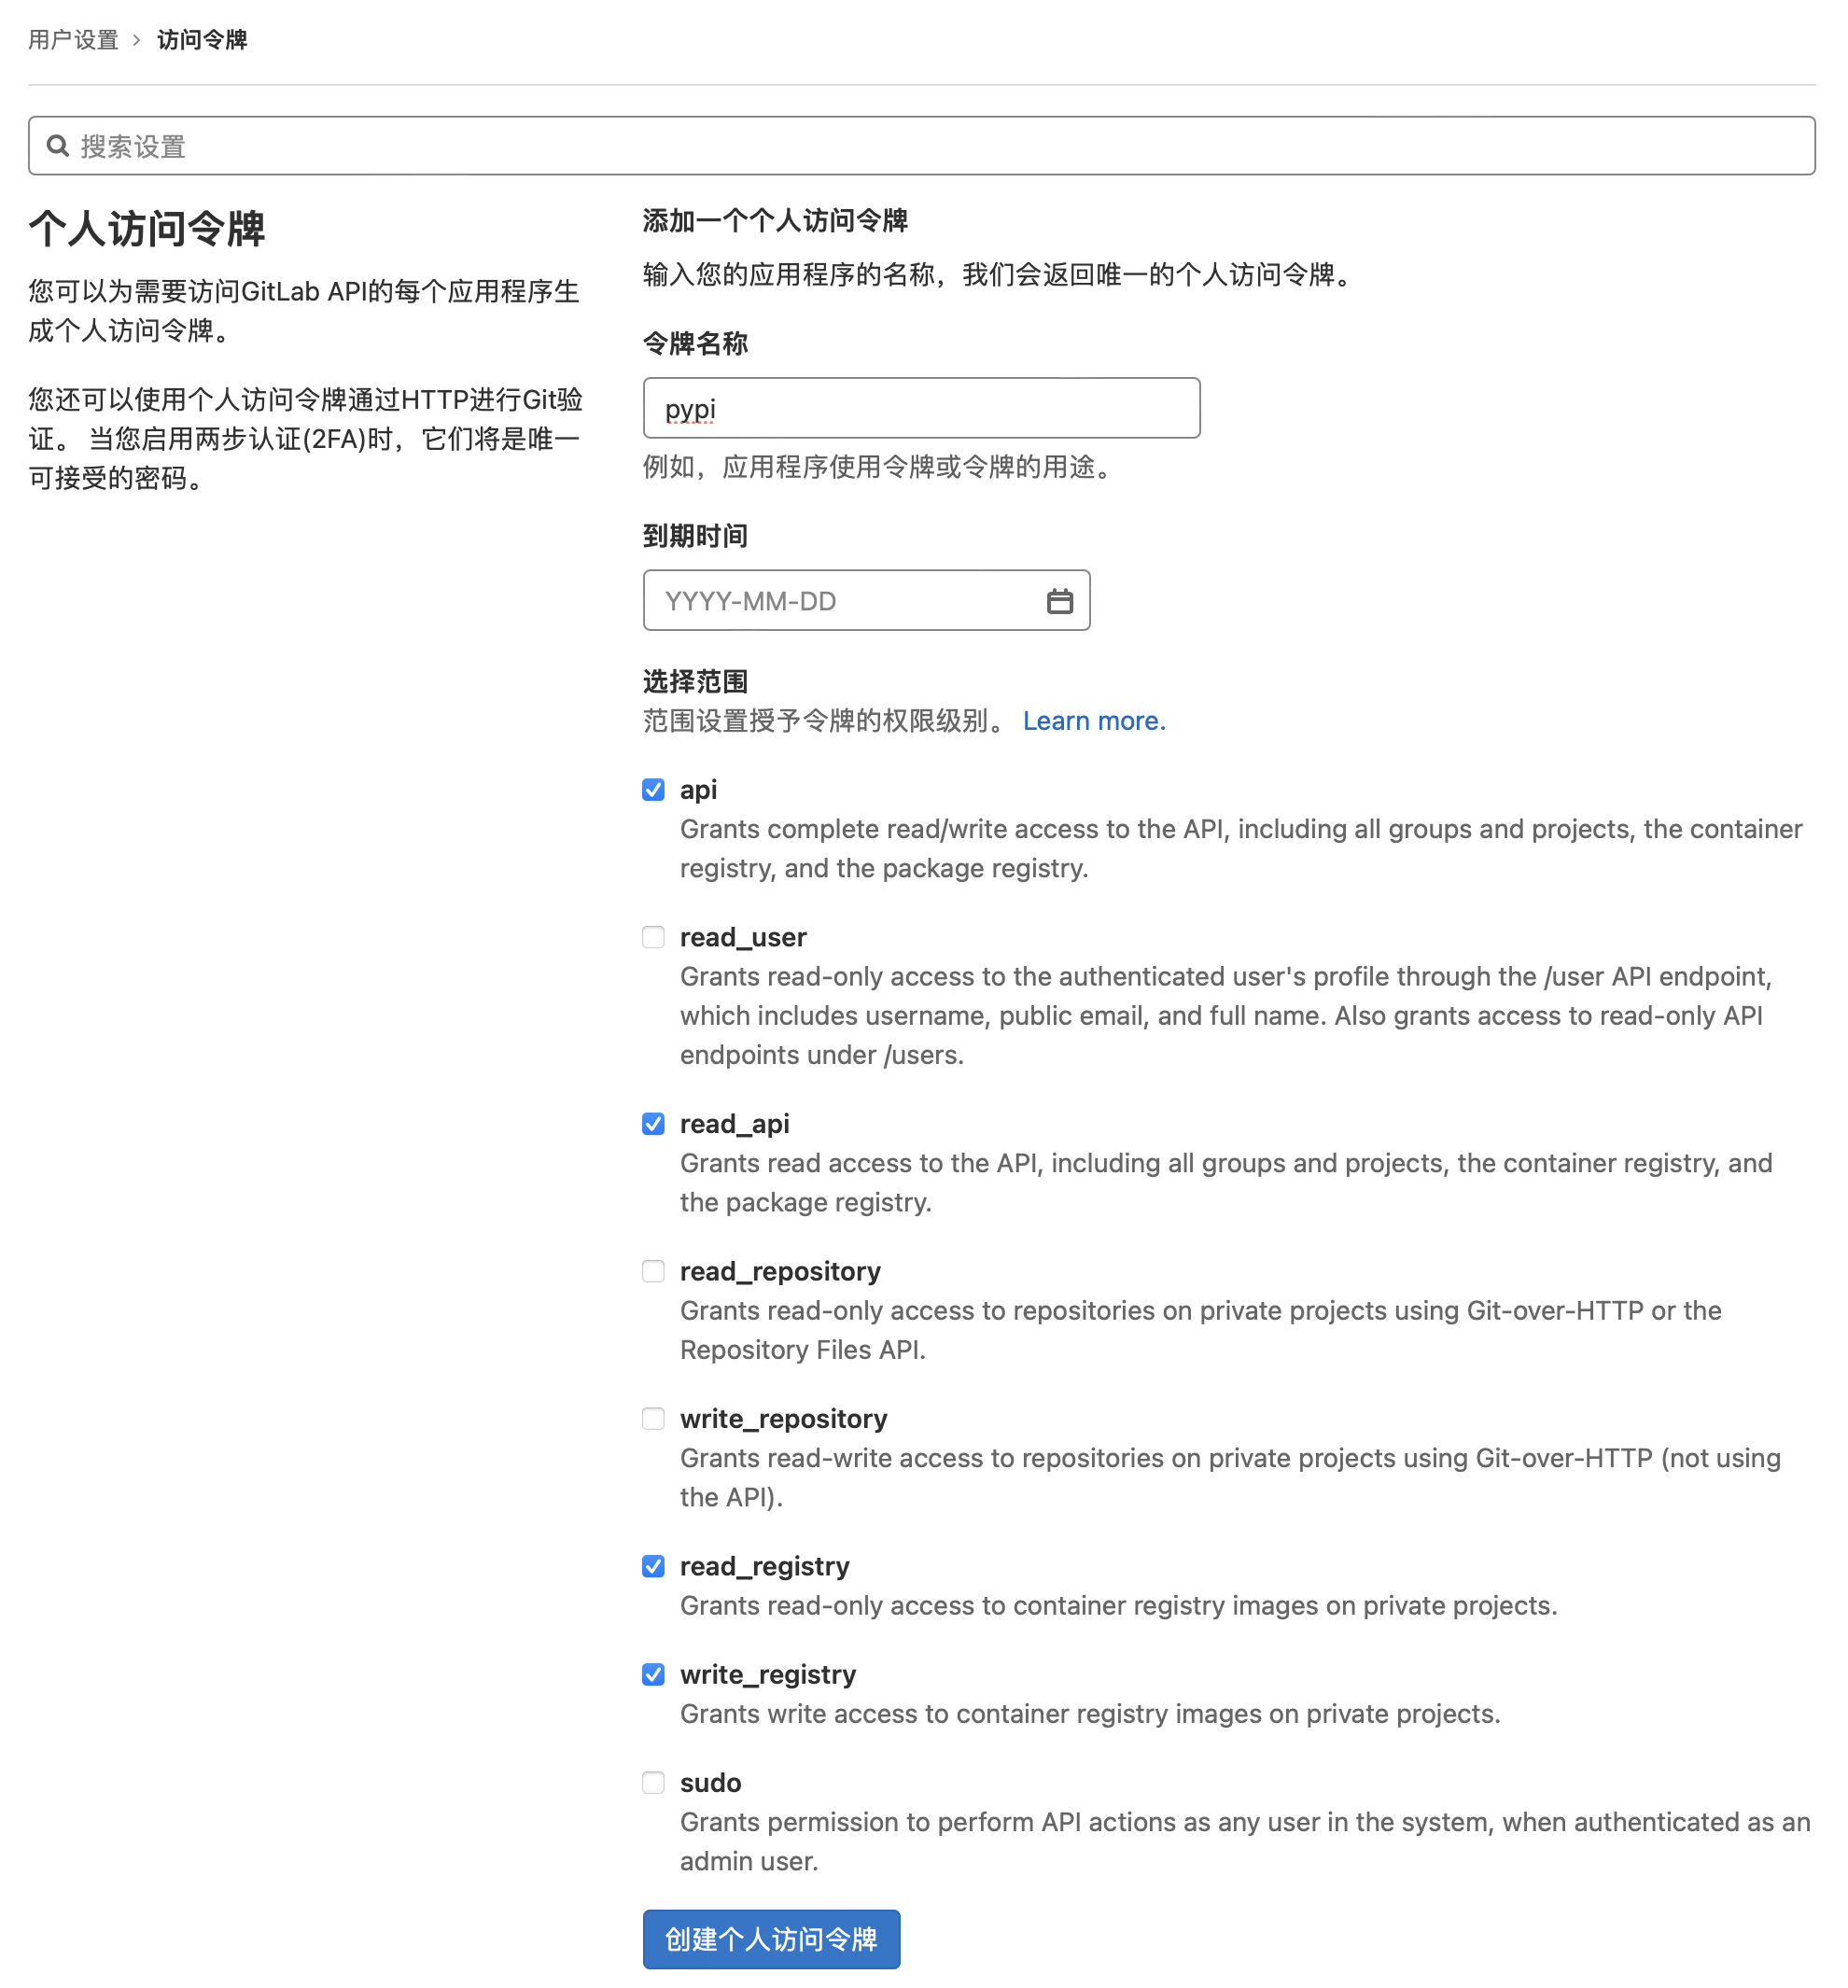 用户设置 › 访问令牌
搜索设置
个人访问令牌
您可以为需要访问GitLab API的每个应用程序生
成个人访问令牌。
您还可以使用个人访问令牌通过HTTP进行Git验
证。 当您启用两步认证(2FA)时，它们将是唯一
可接受的密码。
添加一个个人访问令牌
输入您的应用程序的名称，我们会返回唯一的个人访问令牌。
令牌名称
pypi
例如，应用程序使用令牌或令牌的用途。
到期时间
YYYY-MM-DD
选择范围
范围设置授予令牌的权限级别。 Learn more.
api
Grants complete read/write access to the API, including all groups and projects, the container
registry, and the package registry.
read_user
Grants read-only access to the authenticated user's profile through the /user API endpoint,
which includes username, public email, and full name. Also grants access to read-only API
endpoints under /users.
read_api
Grants read access to the API, including all groups and projects, the container registry, and
the package registry.
read_repository
Grants read-only access to repositories on private projects using Git-over-HTTP or the
Repository Files API.
write_repository
Grants read-write access to repositories on private projects using Git-over-HTTP (not using
the API).
read_registry
Grants read-only access to container registry images on private projects.
write_registry
Grants write access to container registry images on private projects.
sudo
Grants permission to perform API actions as any user in the system, when authenticated as an
admin user.
创建个人访问令牌